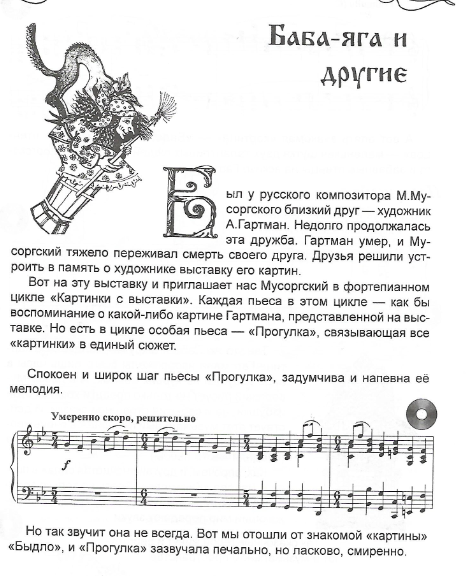 Баба-яга и
другие
Был у русского композитора М.Му-
соргского близкий друг — художник
А.Гартман. Недолго продолжалась
эта дружба. Гартман умер, и Му-
соргский тяжело переживал смерть своего друга. Друзья решили уст-
роить в память о художнике выставку его картин.
Вот на эту выставку и приглашает нас Мусоргский в фортепианном
цикле «Картинки с выставки». Каждая пьеса в этом цикле — как бы
воспоминание о какой-либо картине Гартмана, представленной на выс-
тавке. Но есть в цикле особая пьеса — «Прогулка», связывающая все
«картинки» в единый сюжет.
Спокоен и широк шаг пьесы «Прогулка», задумчива и напевна её
мелодия.
Умеренно скоро, решительно
f
Но так звучит она не всегда. Вот мы отошли от знакомой «картины»
«Быдло», и «Прогулка» зазвучала печально, но ласково, смиренно.